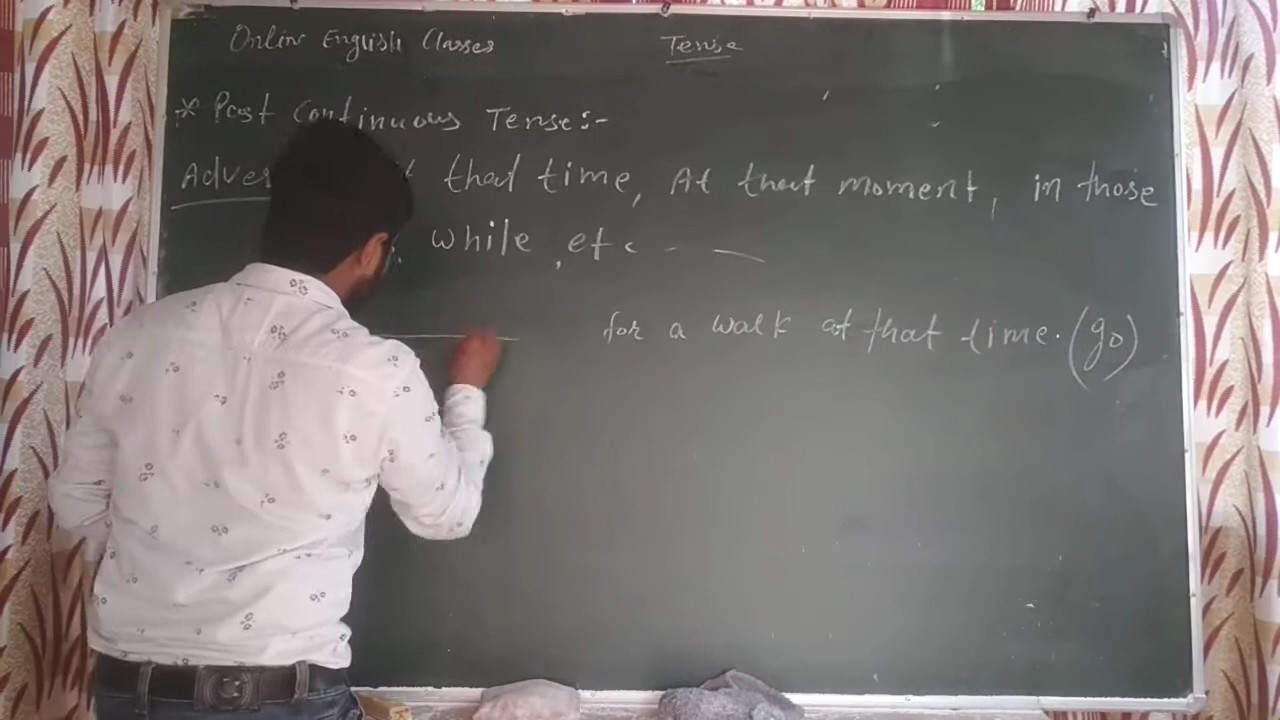 Online English Classes
Tense
* Past Continuous Tense:-
that time, At that moment, in those
while, etc - —
for a walk at that time. (go)